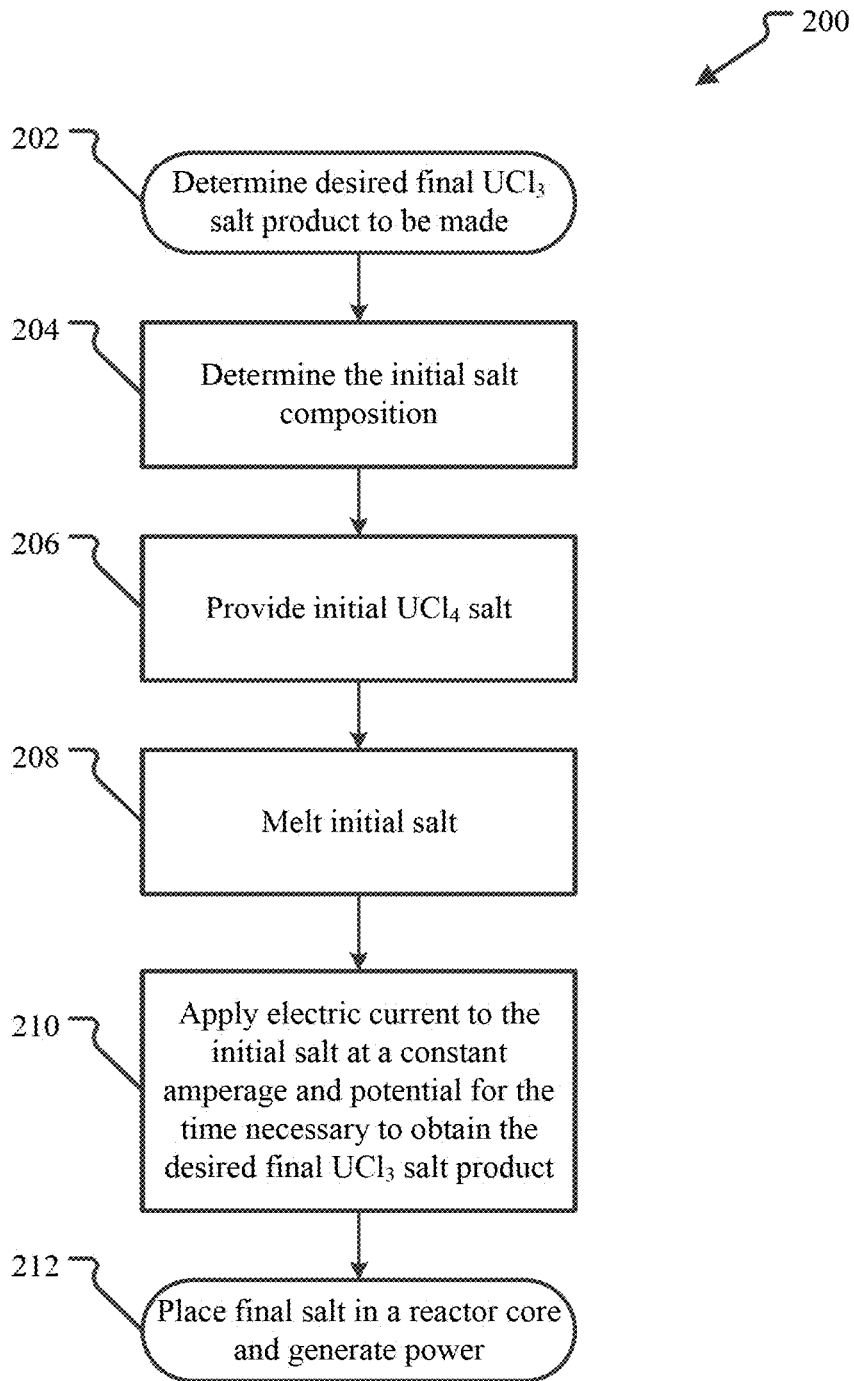 200
202
Determine desired final UCl₃
salt product to be made
204
Determine the initial salt
composition
206
Provide initial UCl₄ salt
208
Melt initial salt
210
Apply electric current to the
initial salt at a constant
amperage and potential for the
time necessary to obtain the
desired final UCl₃ salt product
212
Place final salt in a reactor core
and generate power